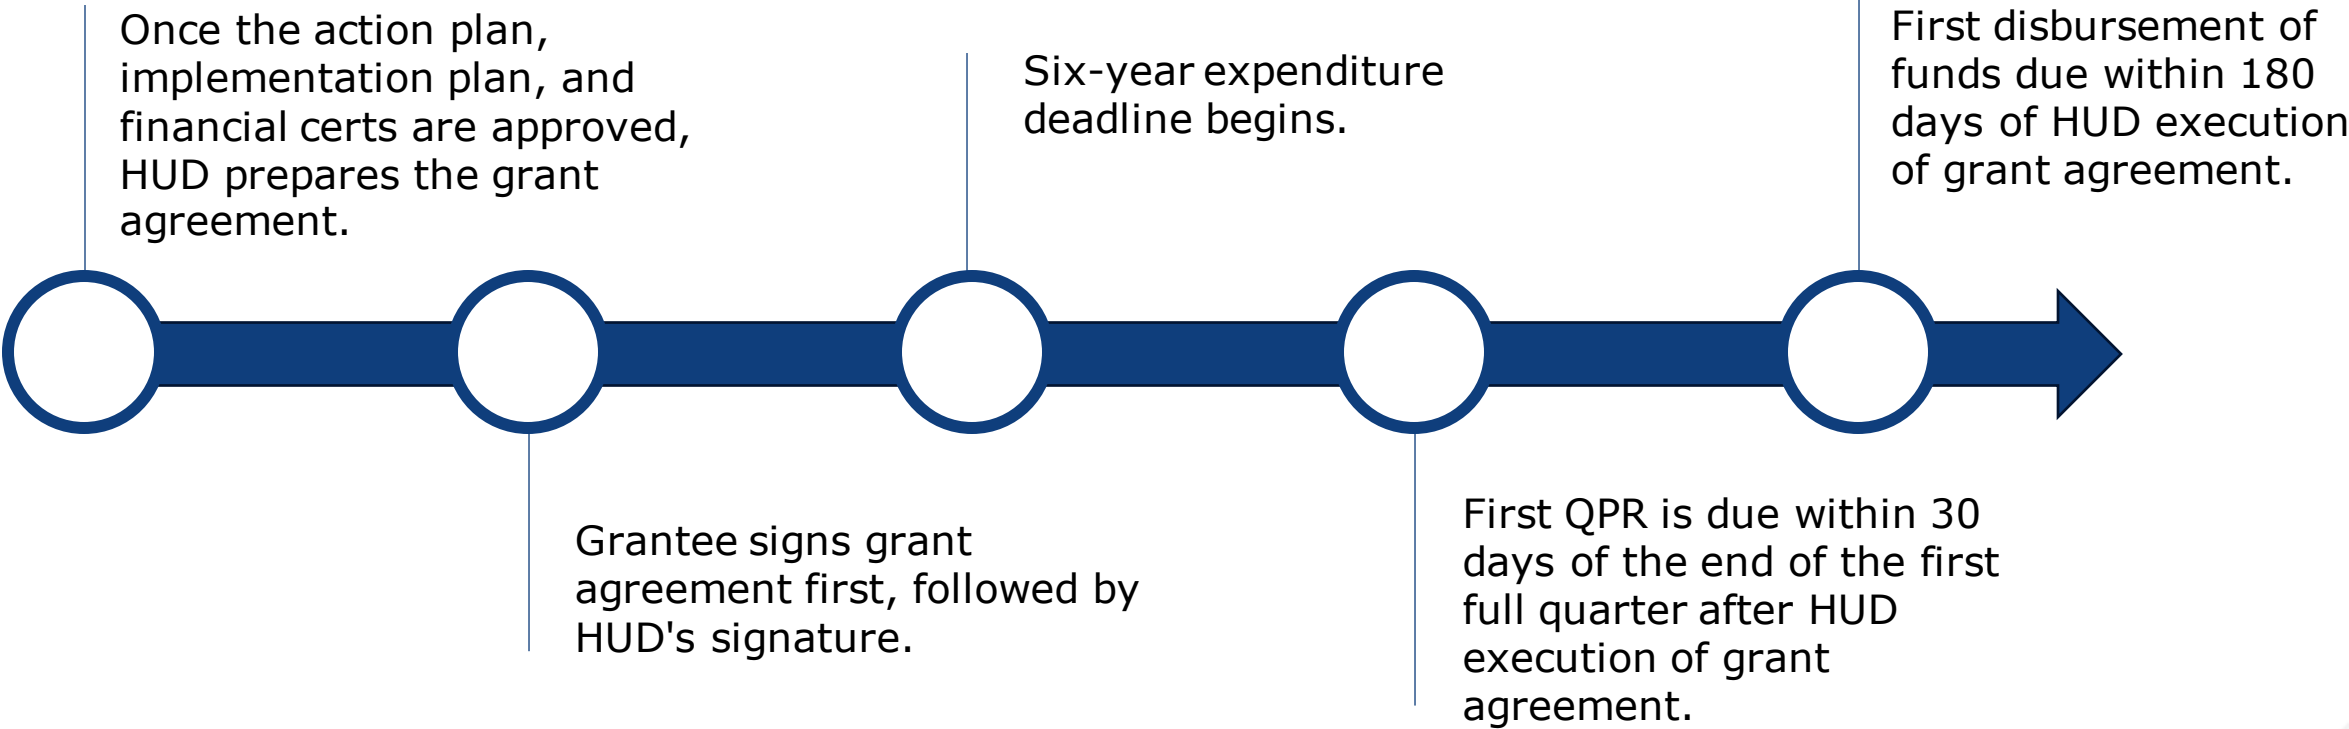 Once the action plan,
implementation plan, and
financial certs are approved,
HUD prepares the grant
agreement.
Grantee signs grant
agreement first, followed by
HUD's signature.
Six-year expenditure
deadline begins.
First QPR is due within 30
days of the end of the first
full quarter after HUD
execution of grant
agreement.
First disbursement of
funds due within 180
days of HUD execution
of grant agreement.